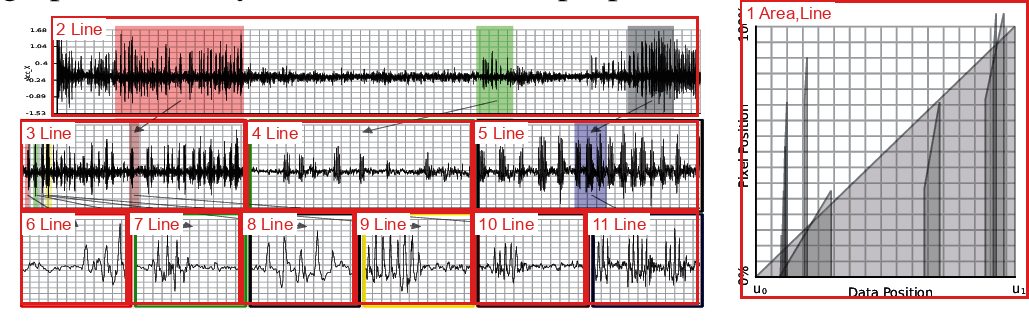 1 Area,Line
2 Line
1.68
1.04
0.4
-0.24
-0.89
-1.53
3 Line
4 Line
5 Line
6 Line
7 Line
8 Line
9 Line
10 Line
11 Line
100%
Pixel Position
0%
u₀
Data Position
u₁